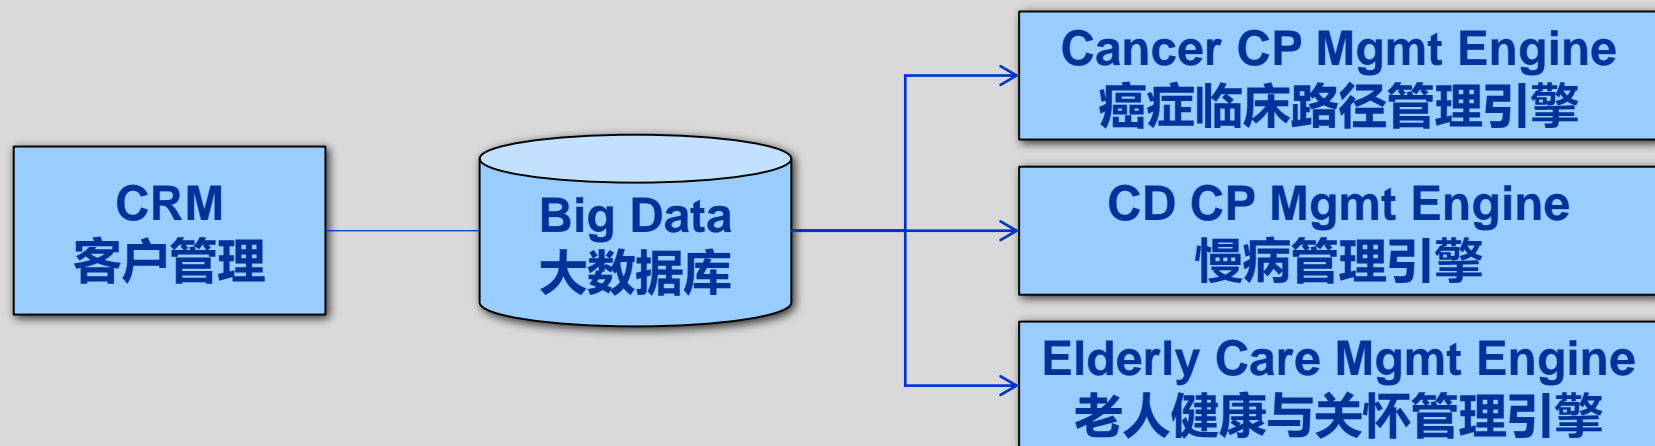 CRM
客户管理
Big Data
大数据库
Cancer CP Mgmt Engine
癌症临床路径管理引擎
CD CP Mgmt Engine
慢病管理引擎
Elderly Care Mgmt Engine
老人健康与关怀管理引擎